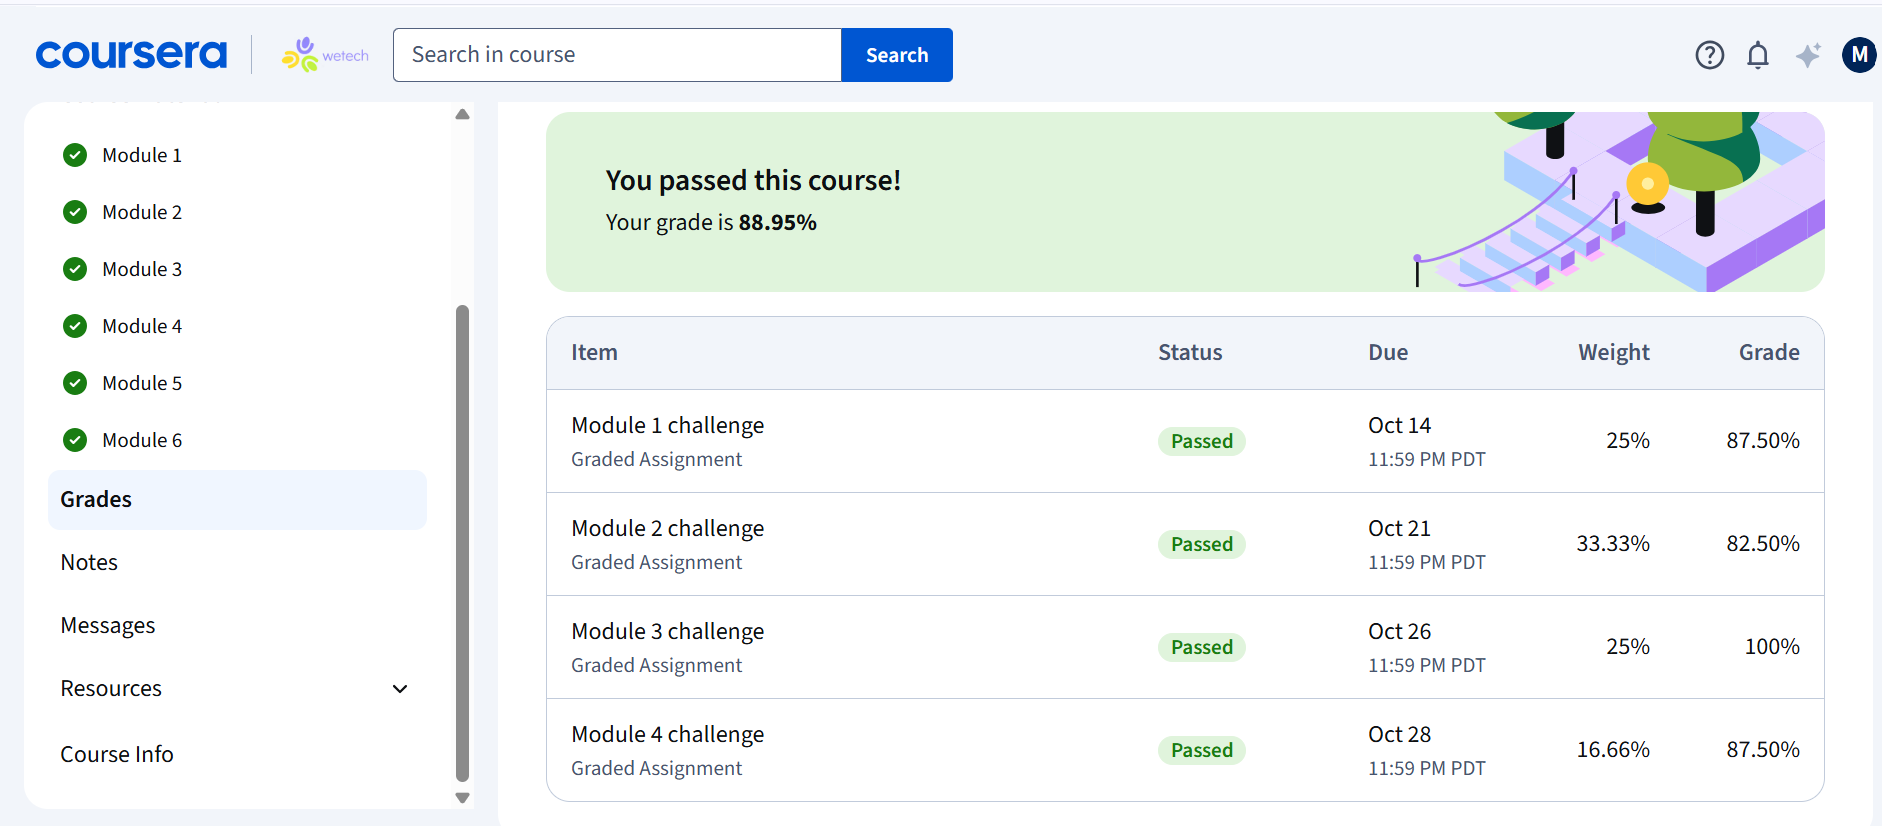 coursera
wetech
Search in course
Search
M
Module 1
Module 2
Module 3
Module 4
Module 5
Module 6
Grades
Notes
Messages
Resources
Course Info
You passed this course!
Your grade is 88.95%
Item Status Due Weight Grade
Module 1 challenge
Graded Assignment
Passed
Oct 14
11:59 PM PDT
25%
87.50%
Module 2 challenge
Graded Assignment
Passed
Oct 21
11:59 PM PDT
33.33%
82.50%
Module 3 challenge
Graded Assignment
Passed
Oct 26
11:59 PM PDT
25%
100%
Module 4 challenge
Graded Assignment
Passed
Oct 28
11:59 PM PDT
16.66%
87.50%